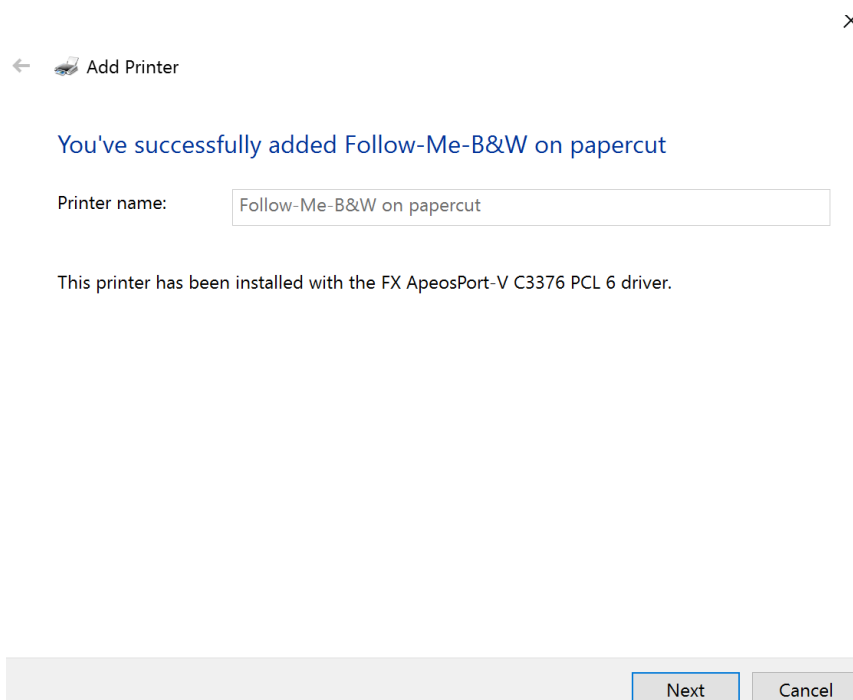 Add Printer
You've successfully added Follow-Me-B&W on papercut
Printer name: Follow-Me-B&W on papercut
This printer has been installed with the FX ApeosPort-V C3376 PCL 6 driver.
Next Cancel